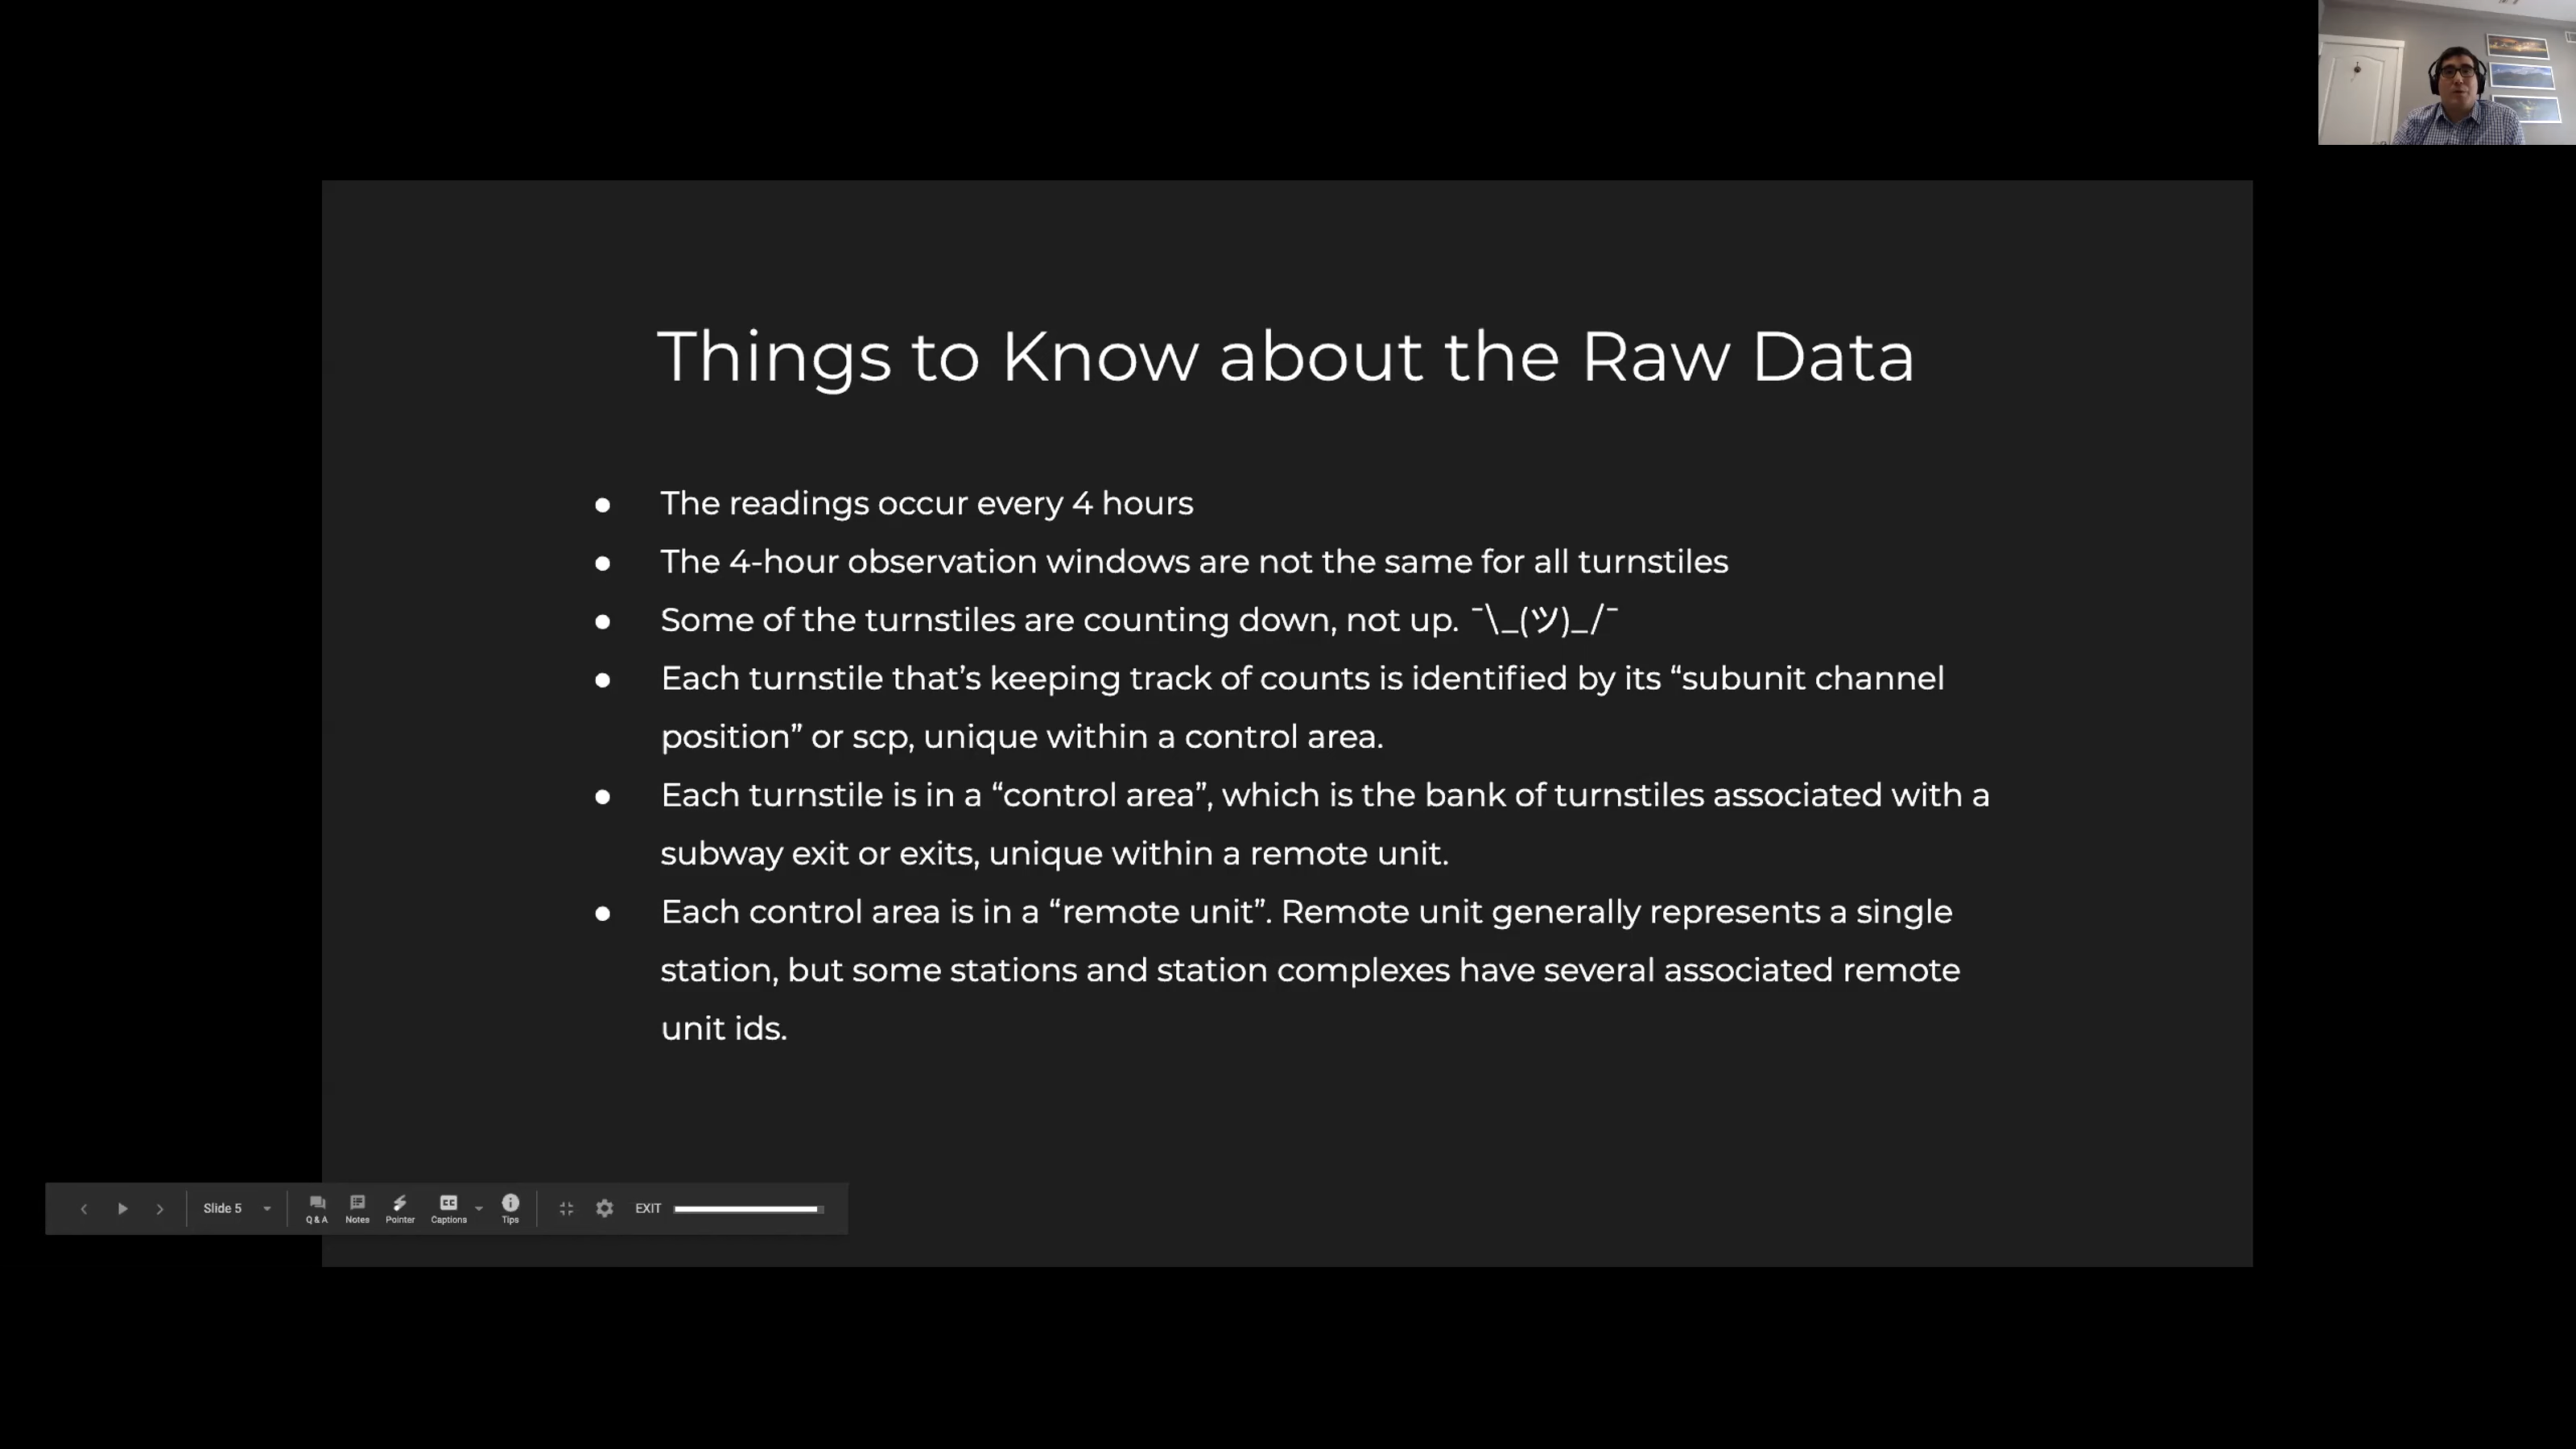 Things to Know about the Raw Data
● The readings occur every 4 hours
● The 4-hour observation windows are not the same for all turnstiles
● Some of the turnstiles are counting down, not up. ¯\_(ツ)_/¯
● Each turnstile that’s keeping track of counts is identified by its “subunit channel
position” or scp, unique within a control area.
● Each turnstile is in a “control area”, which is the bank of turnstiles associated with a
subway exit or exits, unique within a remote unit.
● Each control area is in a “remote unit”. Remote unit generally represents a single
station, but some stations and station complexes have several associated remote
unit ids.
Slide 5 Q & A Notes Pointer CC Captions Tips EXIT